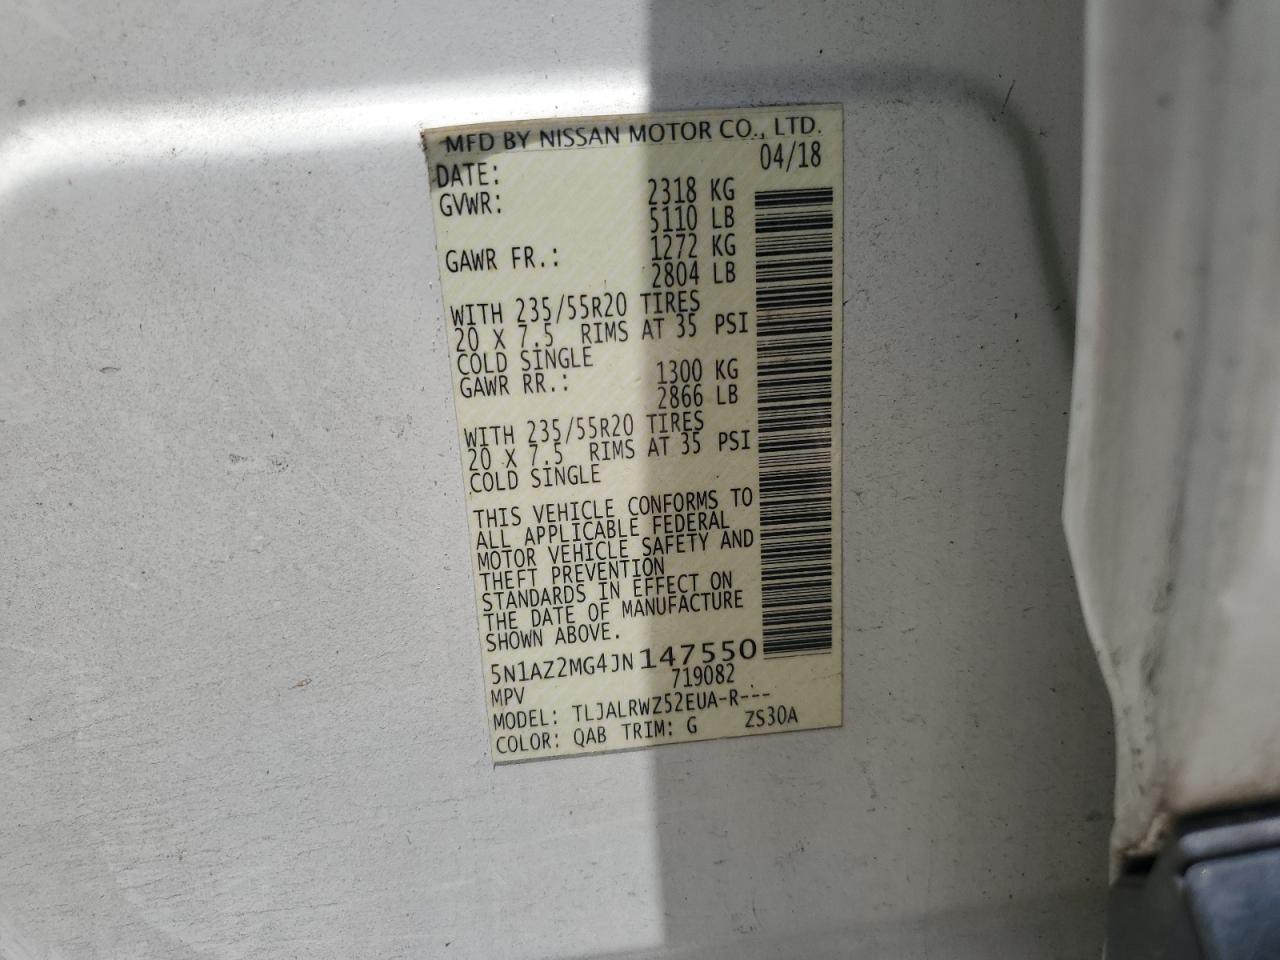 MFD BY NISSAN MOTOR CO., LTD.
DATE: 04/18
GVWR: 2318 KG
5110 LB
GAWR FR.: 1272 KG
2804 LB
WITH 235/55R20 TIRES
20 X 7.5 RIMS AT 35 PSI
COLD SINGLE
GAWR RR.: 1300 KG
2866 LB
WITH 235/55R20 TIRES
20 X 7.5 RIMS AT 35 PSI
COLD SINGLE
THIS VEHICLE CONFORMS TO
ALL APPLICABLE FEDERAL
MOTOR VEHICLE SAFETY AND
THEFT PREVENTION
STANDARDS IN EFFECT ON
THE DATE OF MANUFACTURE
SHOWN ABOVE.
5N1AZ2MG4JN147550
MPV 719082
MODEL: TLJALRWZ52EUA-R---
COLOR: QAB TRIM: G ZS30A